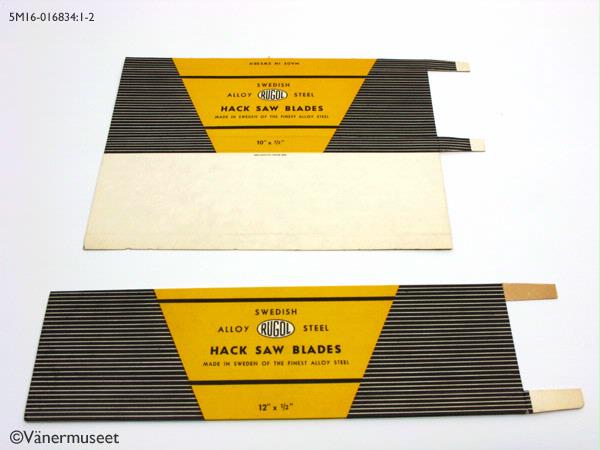 5M16-016834:1-2
MADE IN SWEDEN
SWEDISH
ALLOY RUGOL STEEL
HACK SAW BLADES
MADE IN SWEDEN OF THE FINEST ALLOY STEEL
10" x 1/2"
SWEDISH
ALLOY RUGOL STEEL
HACK SAW BLADES
MADE IN SWEDEN OF THE FINEST ALLOY STEEL
12" x 1/2"
©Vänermuseet